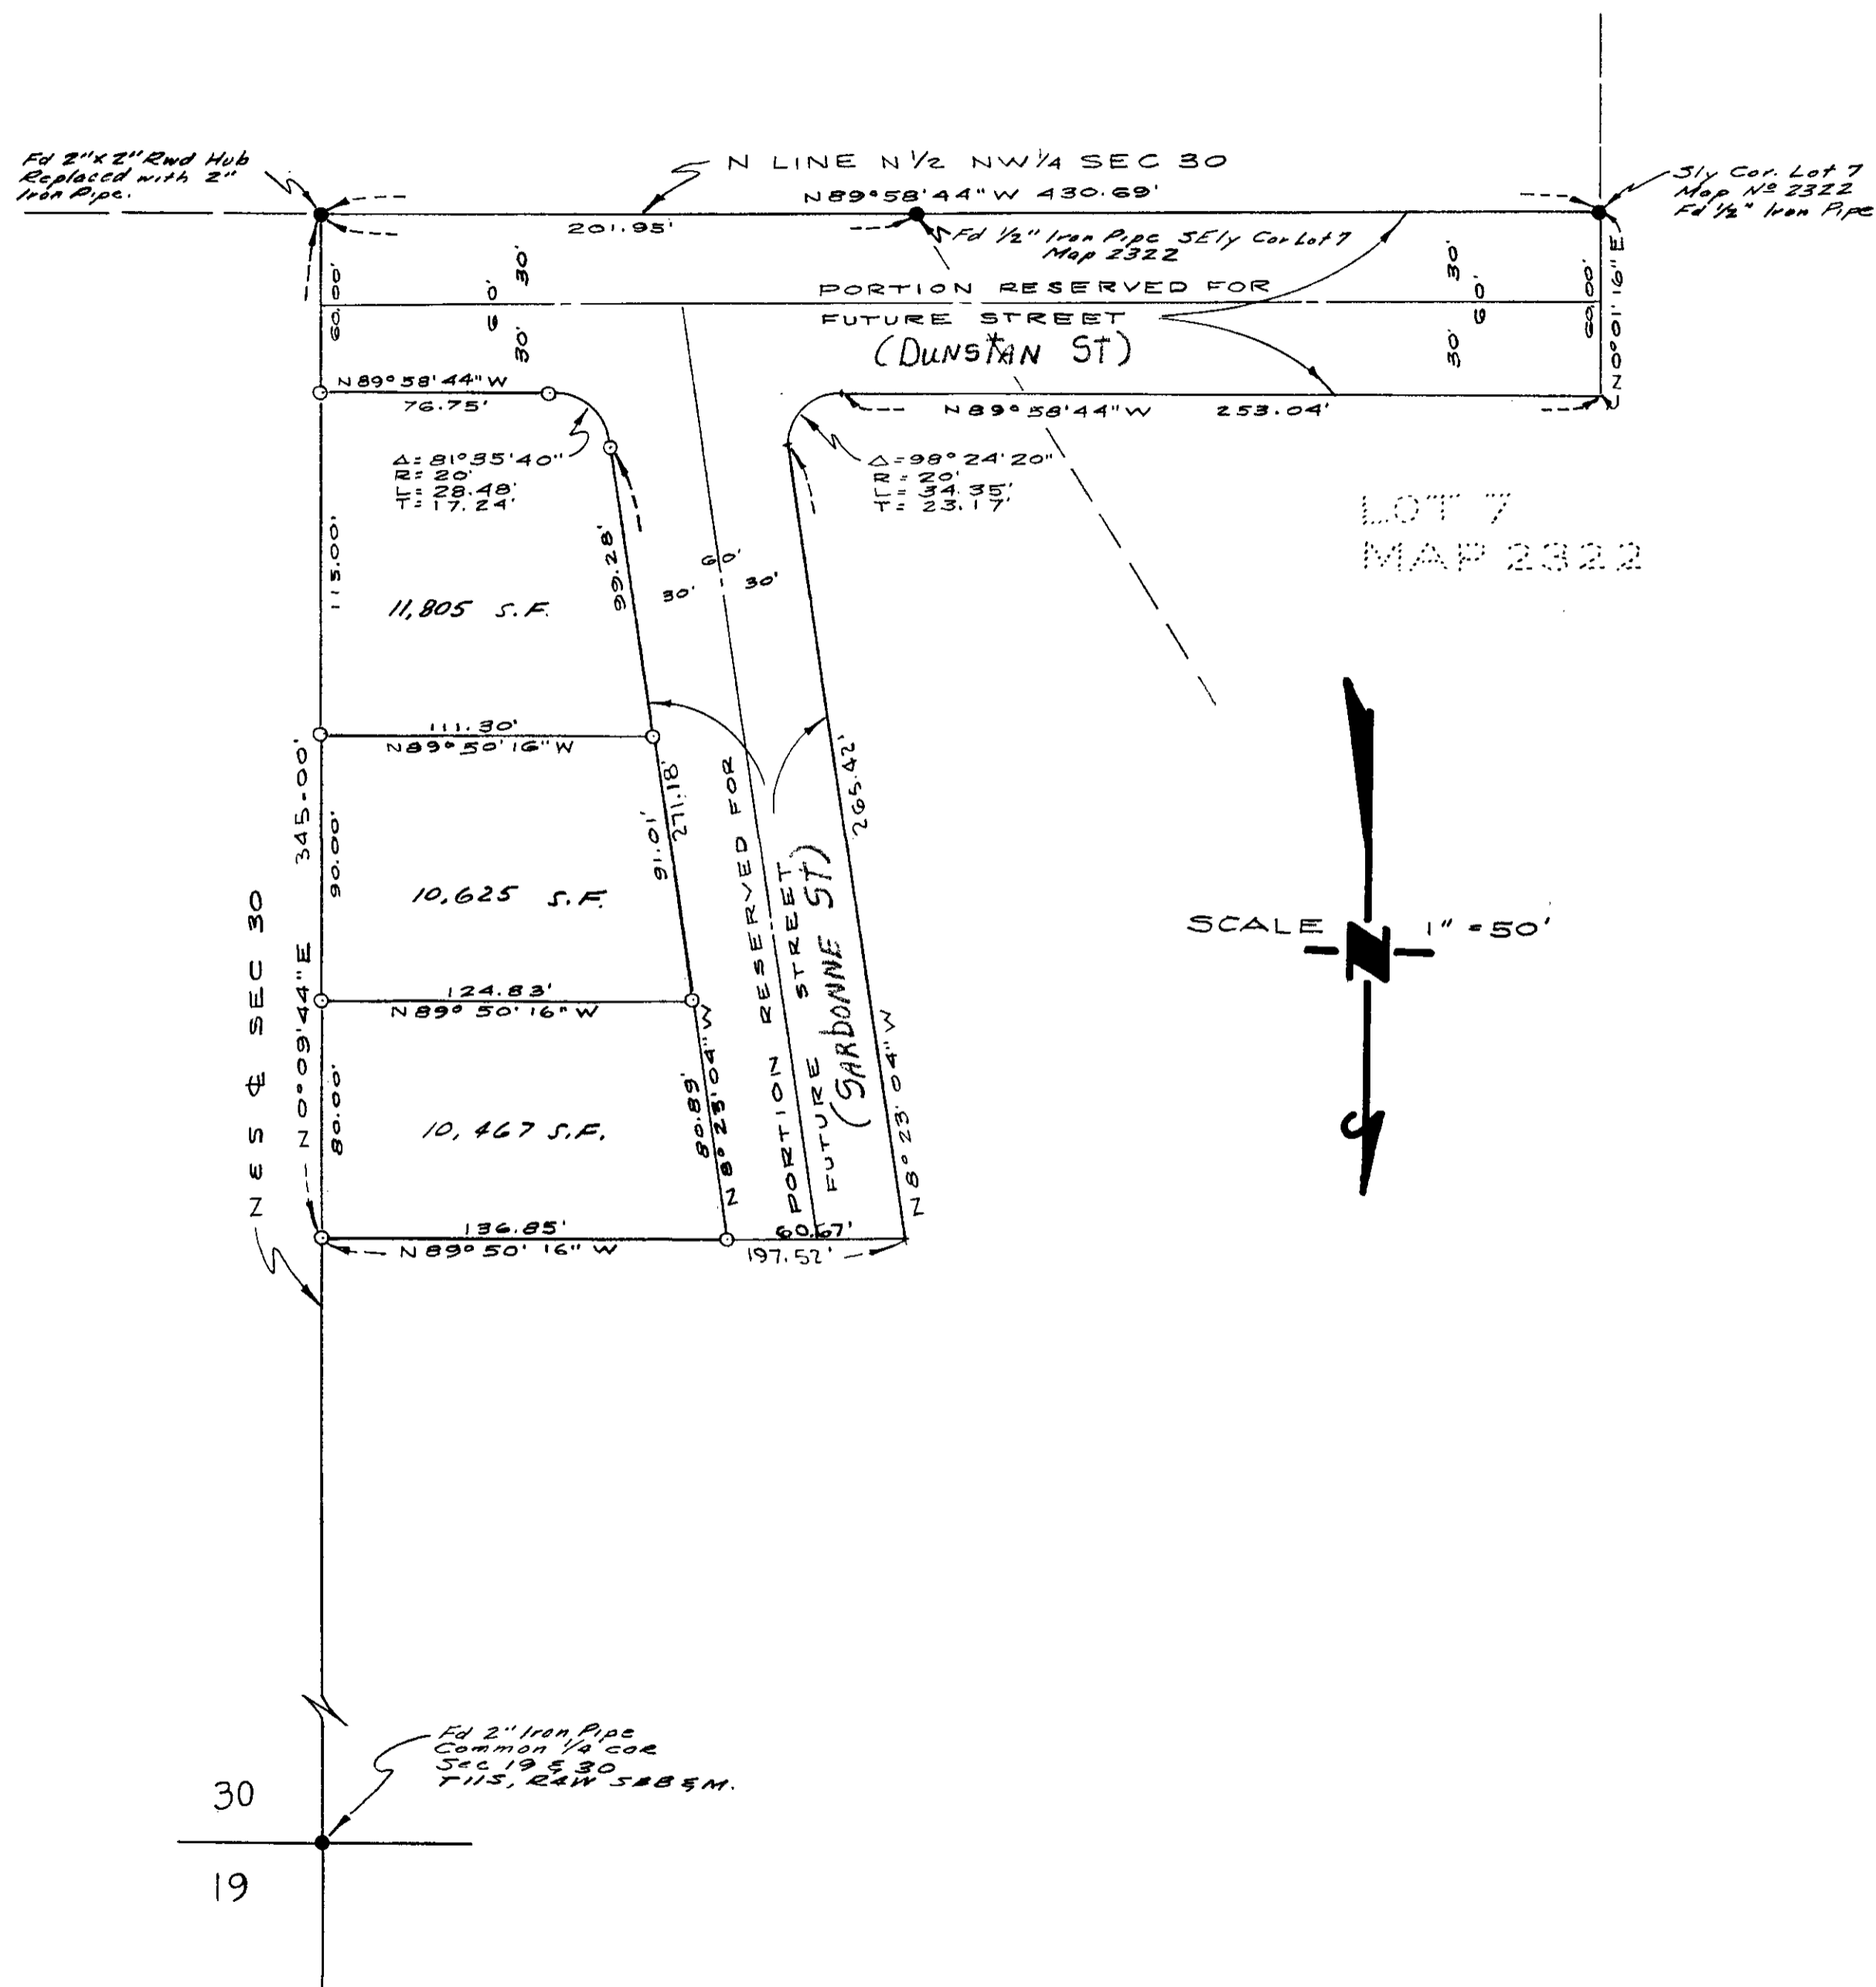 Fd 2"x 2" Rwd Hub
Replaced with 2"
Iron Pipe.
N LINE N 1/2 NW 1/4 SEC 30
N89°58'44"W 430.69'
201.95'
Sly Cor. Lot 7
Map Nº 2322
Fd 1/2" Iron Pipe
Fd 1/2" Iron Pipe SEly Cor Lot 7
Map 2322
60.00'
30'
60'
30'
PORTION RESERVED FOR
FUTURE STREET
(DUNSTAN ST)
30'
60'
30'
60.00'
N0°01'16"E
N89°58'44"W
76.75'
N89°58'44"W 253.04'
Δ=81°35'40"
R=20'
L=28.48'
T=17.24'
Δ=98°24'20"
R=20'
L=34.35'
T=23.17'
LOT 7
MAP 2322
115.00'
99.28'
60'
30' 30'
11,805 S.F.
111.30'
N89°50'16"W
345.00'
90.00'
91.01'
271.18'
265.42'
10,625 S.F.
PORTION RESERVED FOR
FUTURE STREET
(GARBONNE ST)
SCALE 1"=50'
N
124.83'
N89°50'16"W
N E S ℄ SEC 30
N0°09'44"E
80.00'
80.89'
N8°23'04"W
N8°23'04"W
10,467 S.F.
136.85'
N89°50'16"W
60.67'
197.52'
Fd 2" Iron Pipe
Common 1/4 cor
Sec 19 & 30
T11S, R4W SBB & M.
30
19